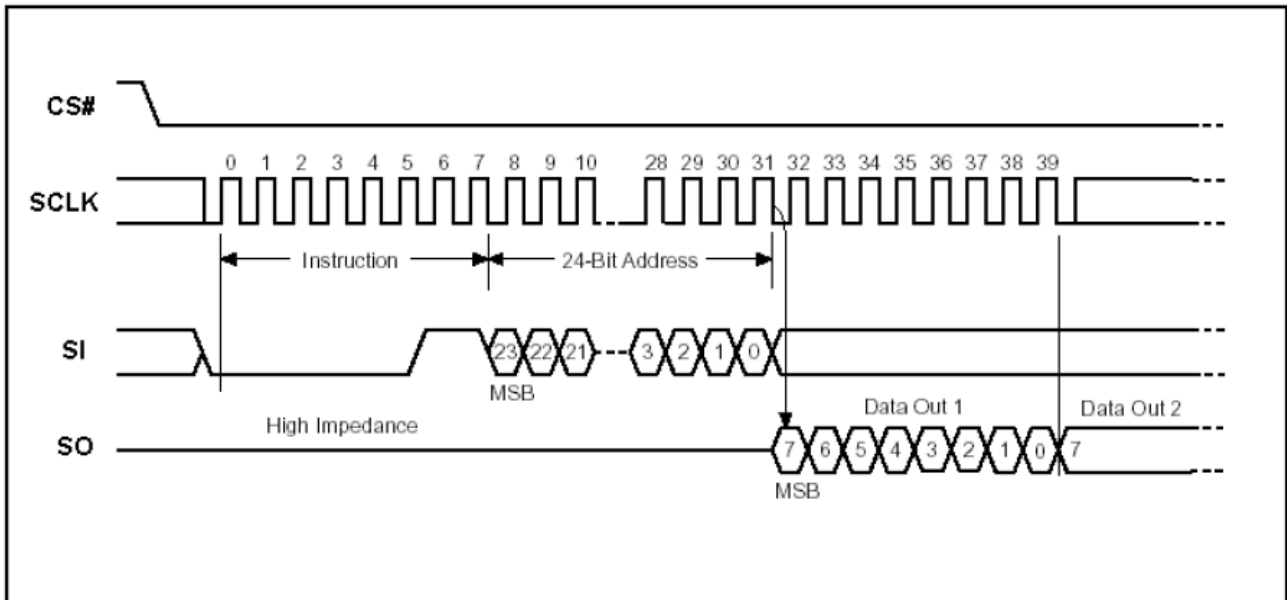 CS#
0 1 2 3 4 5 6 7 8 9 10 28 29 30 31 32 33 34 35 36 37 38 39
SCLK
Instruction 24-Bit Address
SI 23 22 21 3 2 1 0
MSB
High Impedance Data Out 1 Data Out 2
SO 7 6 5 4 3 2 1 0 7
MSB